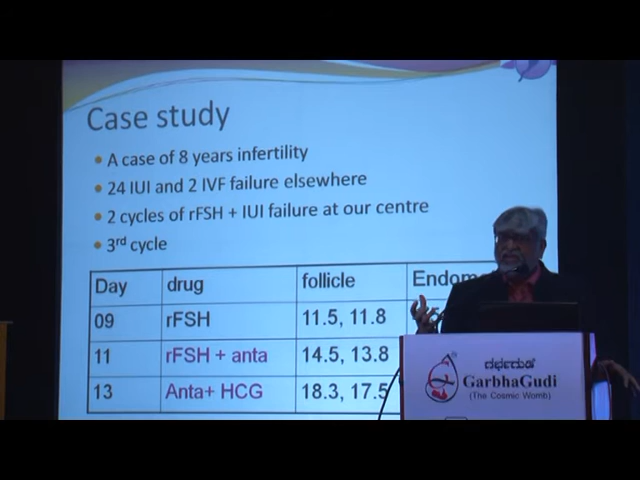 Case study
A case of 8 years infertility
24 IUI and 2 IVF failure elsewhere
2 cycles of rFSH + IUI failure at our centre
3rd cycle
Day drug follicle
09 rFSH 11.5, 11.8
11 rFSH + anta 14.5, 13.8
13 Anta+ HCG 18.3, 17.5
ಗರ್ಭಗುಡಿ
GarbhaGudi
(The Cosmic Womb)